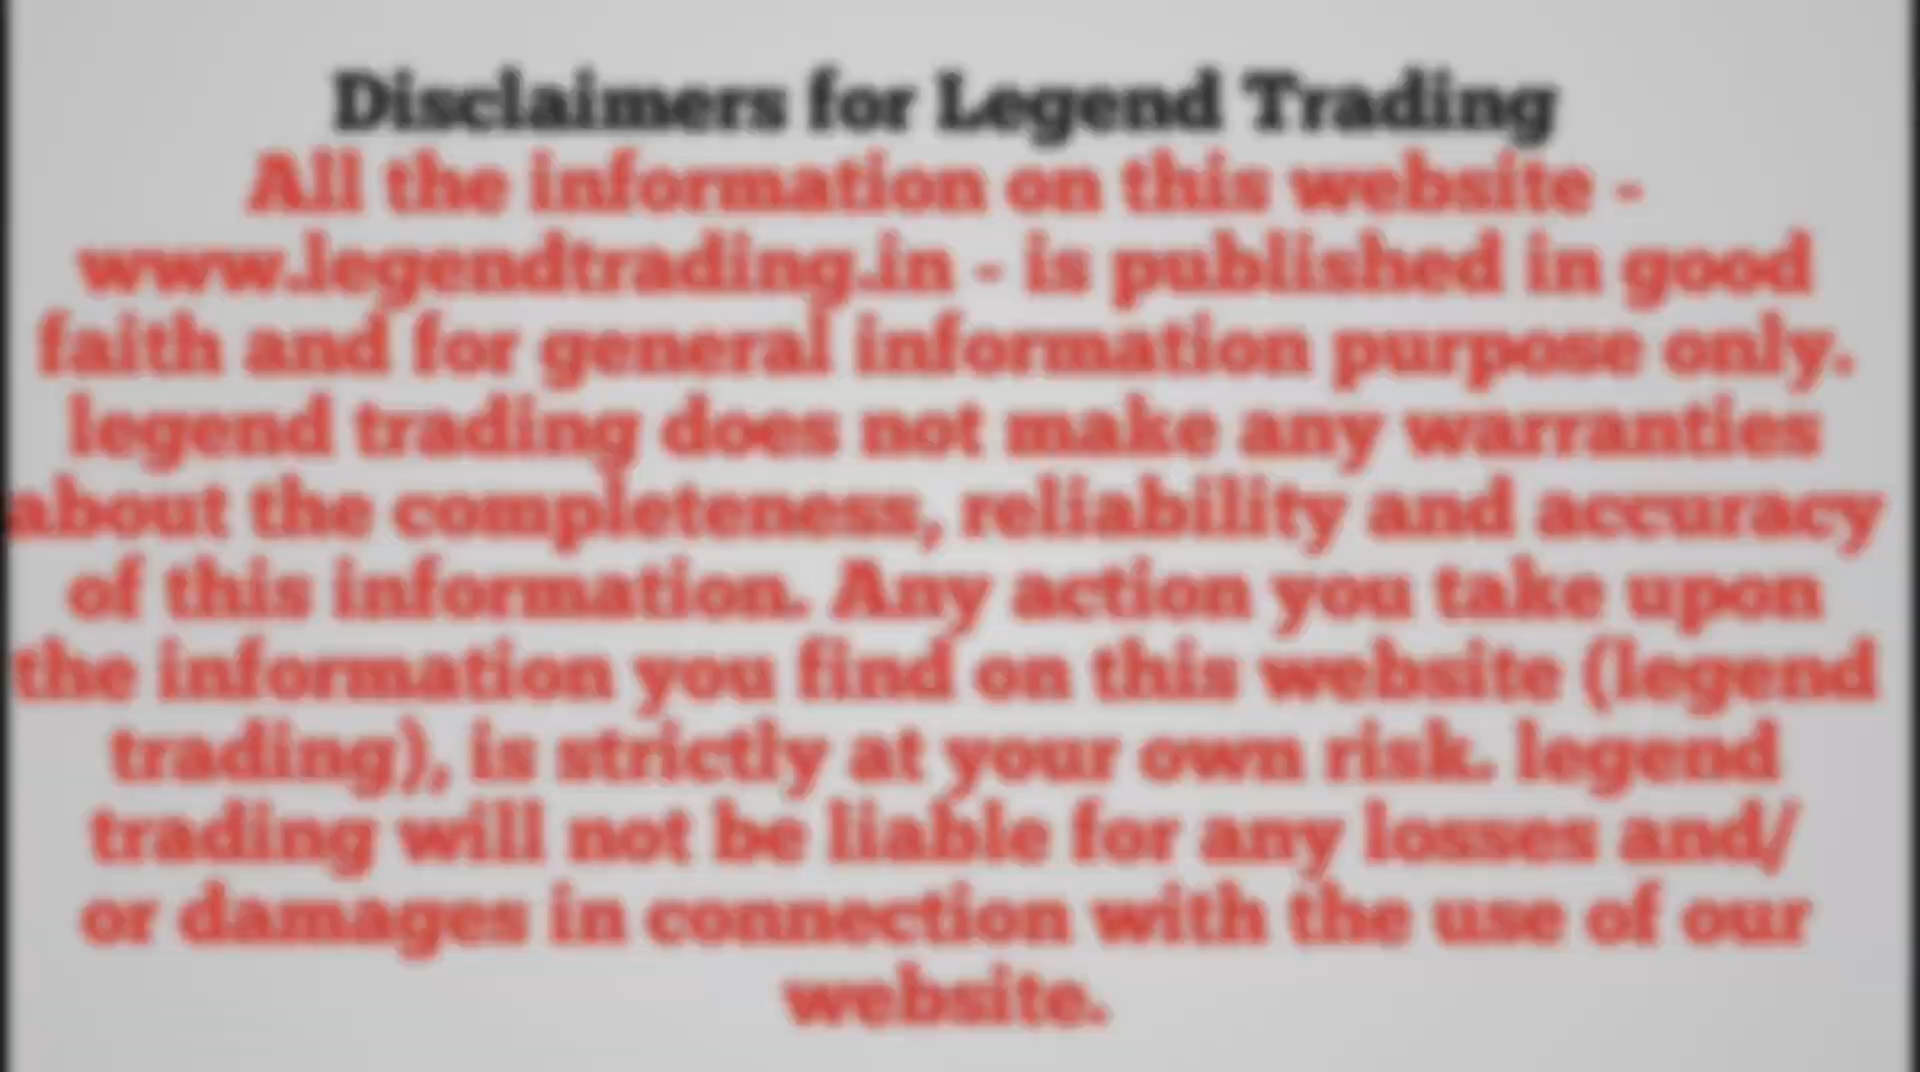 Disclaimers for Legend Trading
All the information on this website -
www.legendtrading.in - is published in good
faith and for general information purpose only.
legend trading does not make any warranties
about the completeness, reliability and accuracy
of this information. Any action you take upon
the information you find on this website (legend
trading), is strictly at your own risk. legend
trading will not be liable for any losses and/
or damages in connection with the use of our
website.